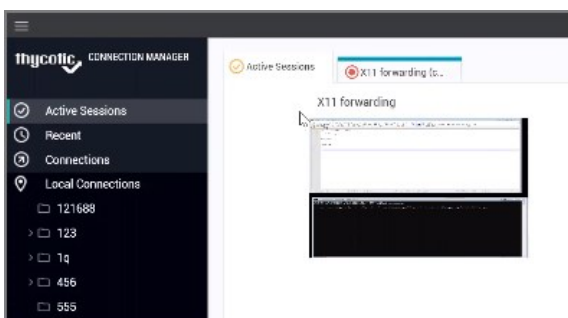 thycotic CONNECTION MANAGER
Active Sessions
Recent
Connections
Local Connections
121688
123
1q
456
555
Active Sessions
X11 forwarding (c...
X11 forwarding